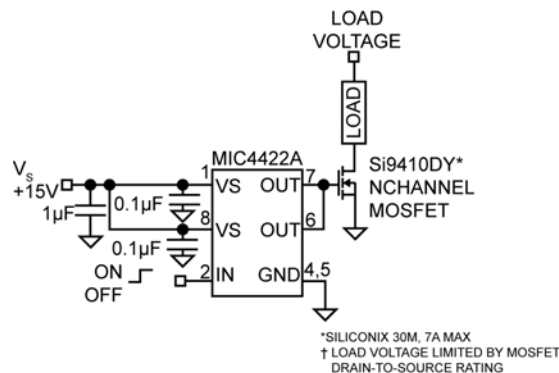 LOAD
VOLTAGE
LOAD
MIC4422A
Si9410DY*
NCHANNEL
MOSFET
VS
+15V
1
VS
OUT
7
0.1µF
1µF
8
VS
OUT
6
0.1µF
ON
OFF
2
IN
GND
4,5
*SILICONIX 30M, 7A MAX
† LOAD VOLTAGE LIMITED BY MOSFET
DRAIN-TO-SOURCE RATING